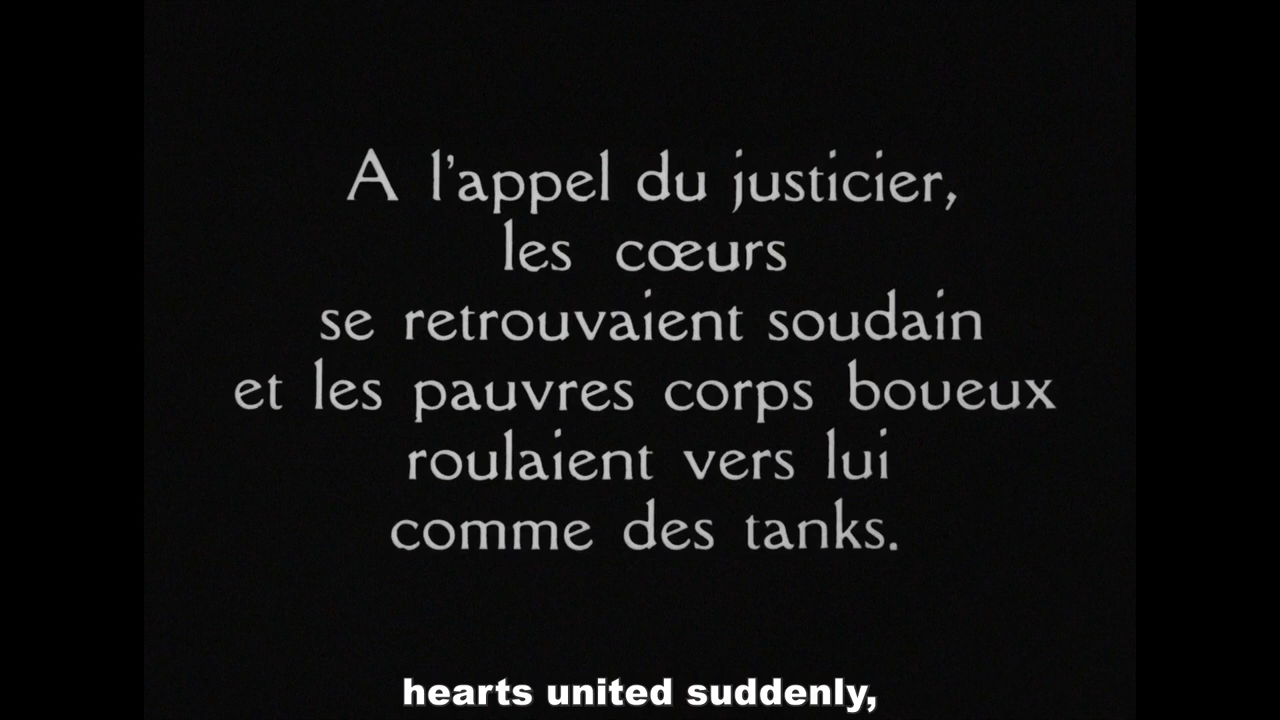 A l'appel du justicier,
les cœurs
se retrouvaient soudain
et les pauvres corps boueux
roulaient vers lui
comme des tanks.
hearts united suddenly,